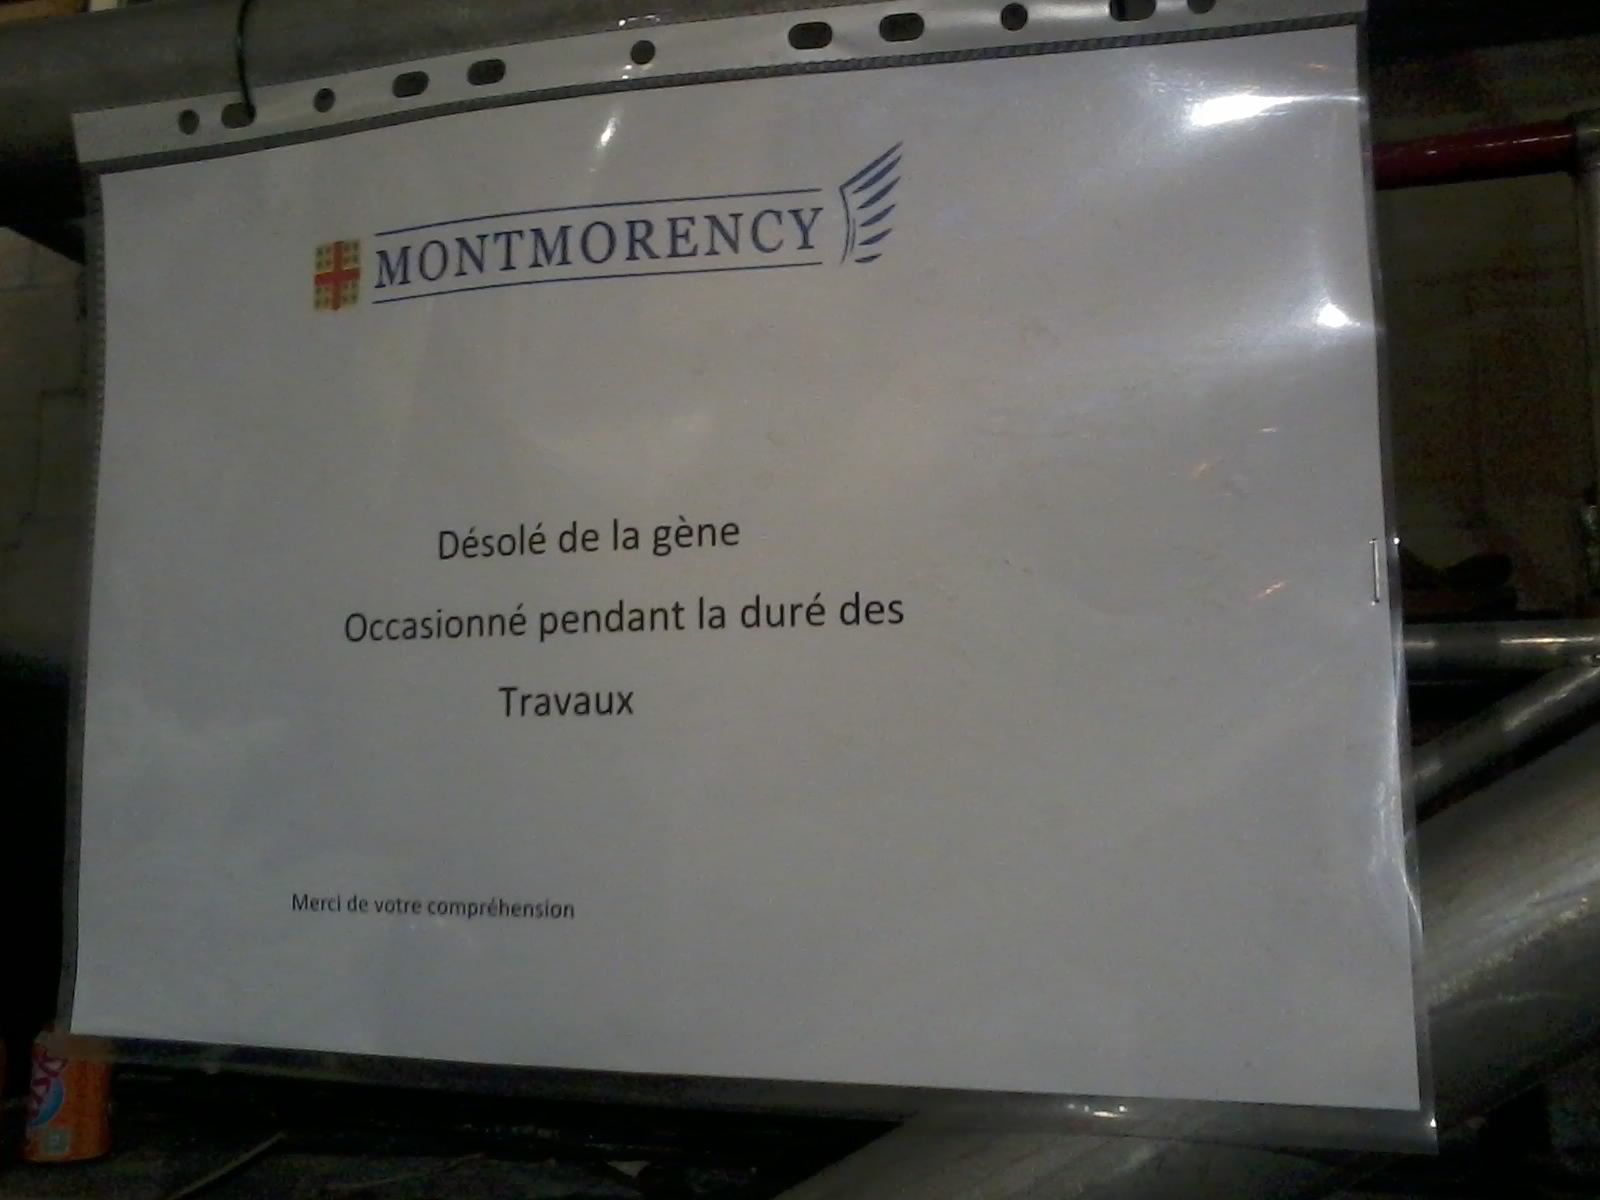 MONTMORENCY
Désolé de la gène
Occasionné pendant la duré des
Travaux
Merci de votre compréhension